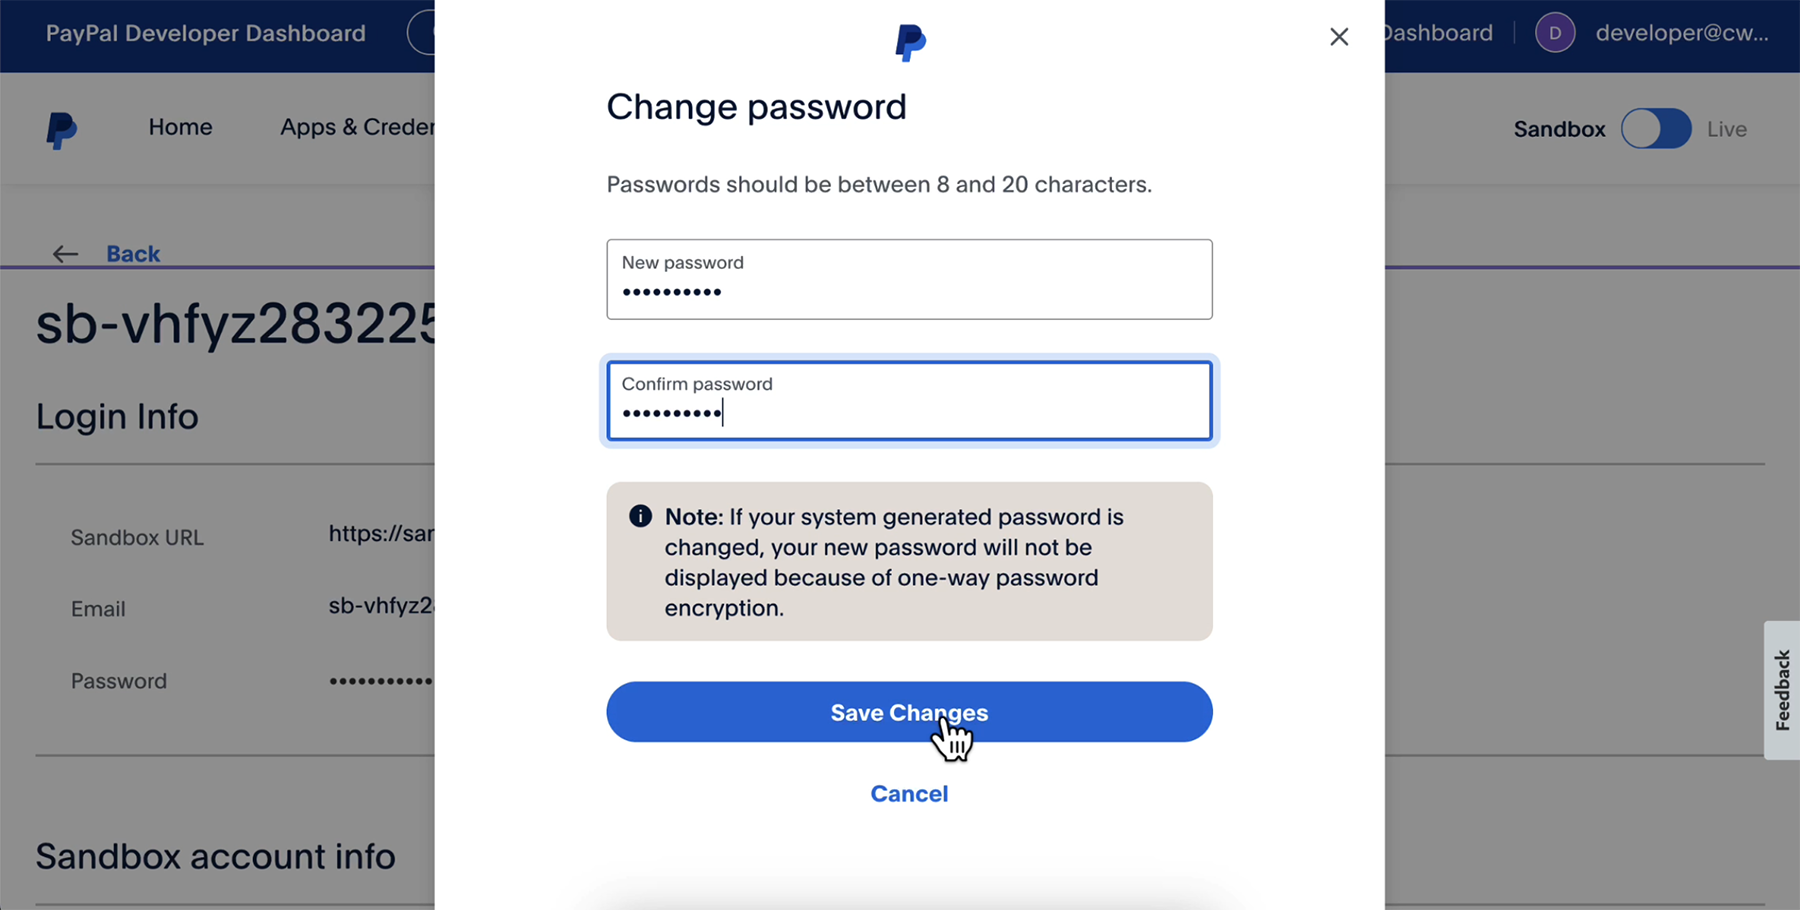 PayPal Developer Dashboard
Dashboard
D
developer@cw...
Home
Apps & Creden
Sandbox
Live
Back
sb-vhfyz283225
Login Info
Sandbox URL
https://san
Email
sb-vhfyz28
Password
•••••••••••
Sandbox account info
Change password
Passwords should be between 8 and 20 characters.
New password
••••••••••
Confirm password
••••••••••
Note: If your system generated password is
changed, your new password will not be
displayed because of one-way password
encryption.
Save Changes
Cancel
Feedback